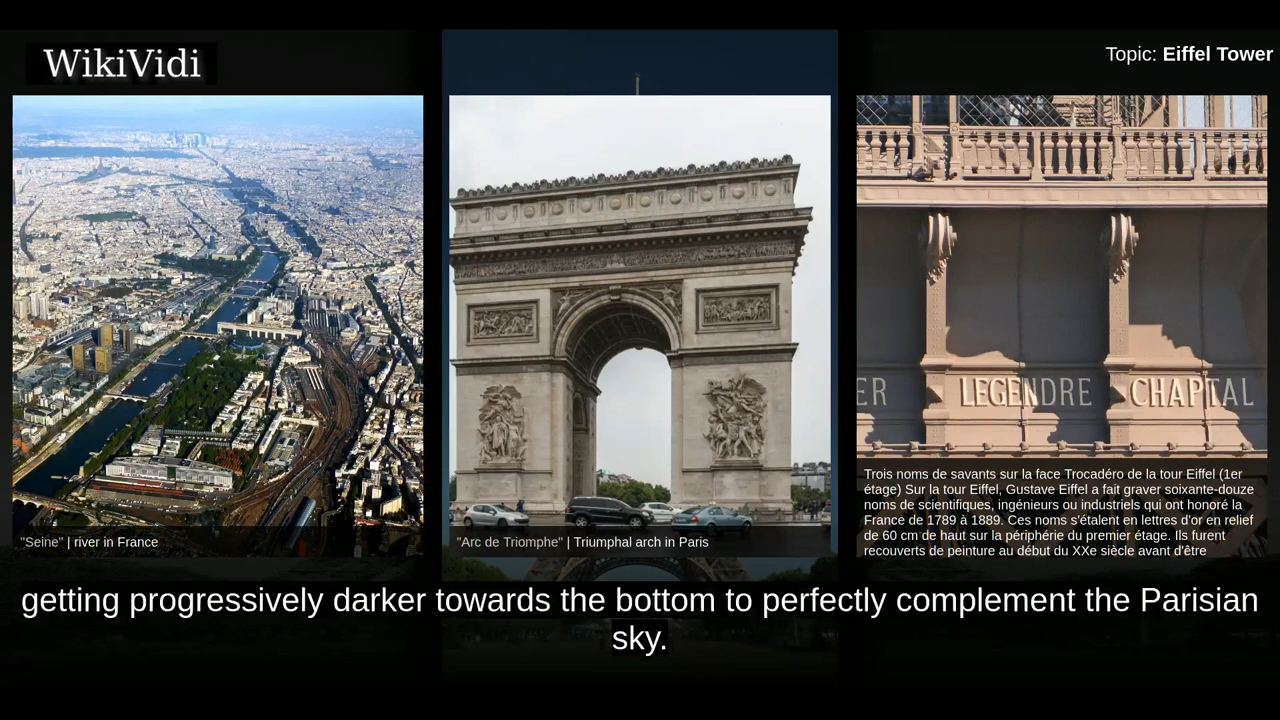 WikiVidi
Topic: Eiffel Tower
ER LEGENDRE CHAPTAL
"Seine" | river in France
"Arc de Triomphe" | Triumphal arch in Paris
Trois noms de savants sur la face Trocadéro de la tour Eiffel (1er
étage) Sur la tour Eiffel, Gustave Eiffel a fait graver soixante-douze
noms de scientifiques, ingénieurs ou industriels qui ont honoré la
France de 1789 à 1889. Ces noms s'étalent en lettres d'or en relief
de 60 cm de haut sur la périphérie du premier étage. Ils furent
recouverts de peinture au début du XXe siècle avant d'être
getting progressively darker towards the bottom to perfectly complement the Parisian
sky.